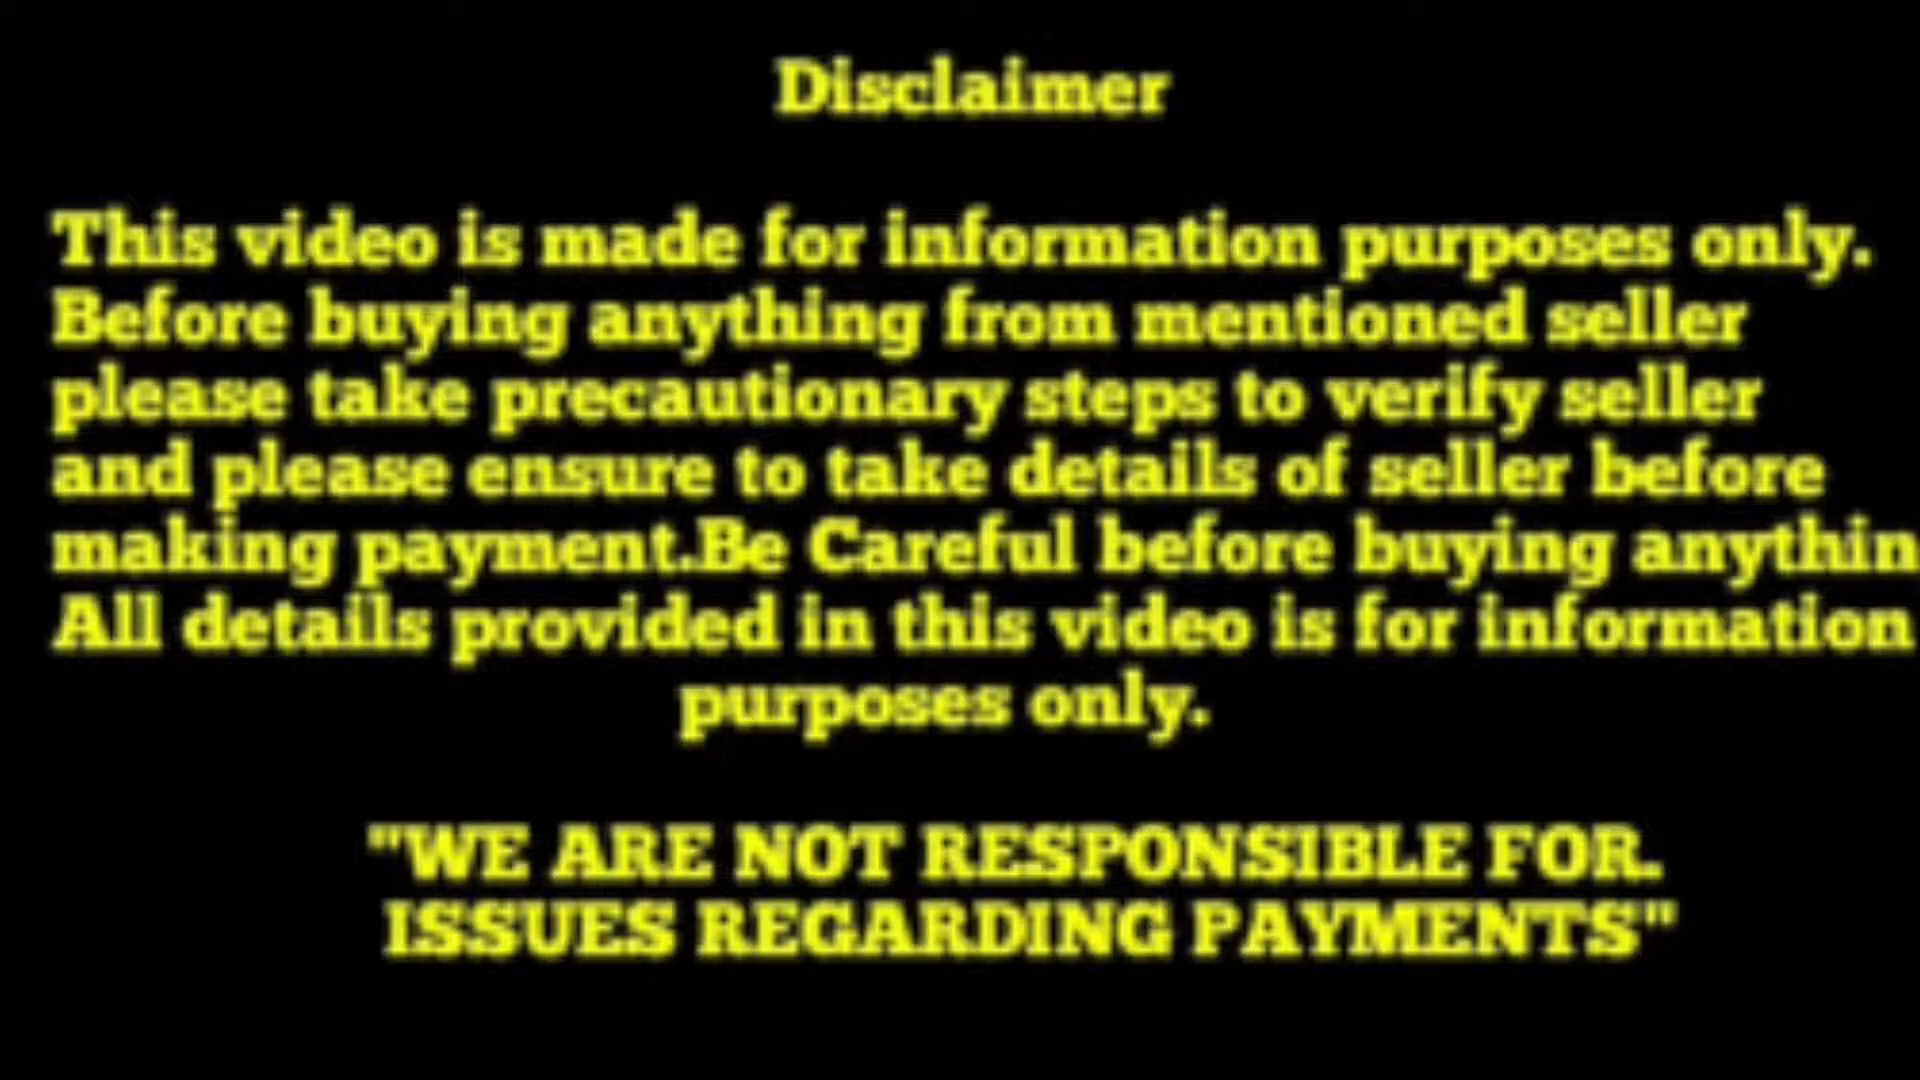 Disclaimer
This video is made for information purposes only.
Before buying anything from mentioned seller
please take precautionary steps to verify seller
and please ensure to take details of seller before
making payment.Be Careful before buying anythin
All details provided in this video is for information
purposes only.
"WE ARE NOT RESPONSIBLE FOR.
ISSUES REGARDING PAYMENTS"